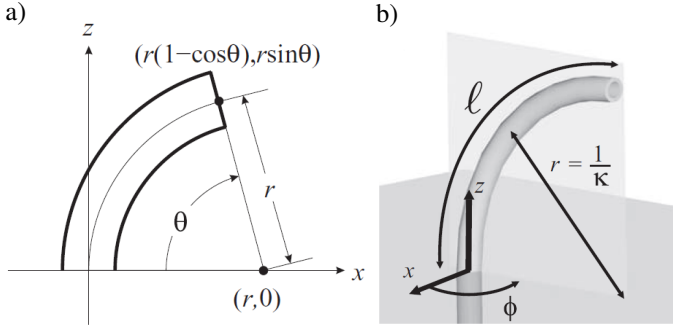 a)
z
(r(1−cosθ),rsinθ)
r
θ
x
(r,0)
b)
ℓ
r = 1/κ
z
x
ϕ